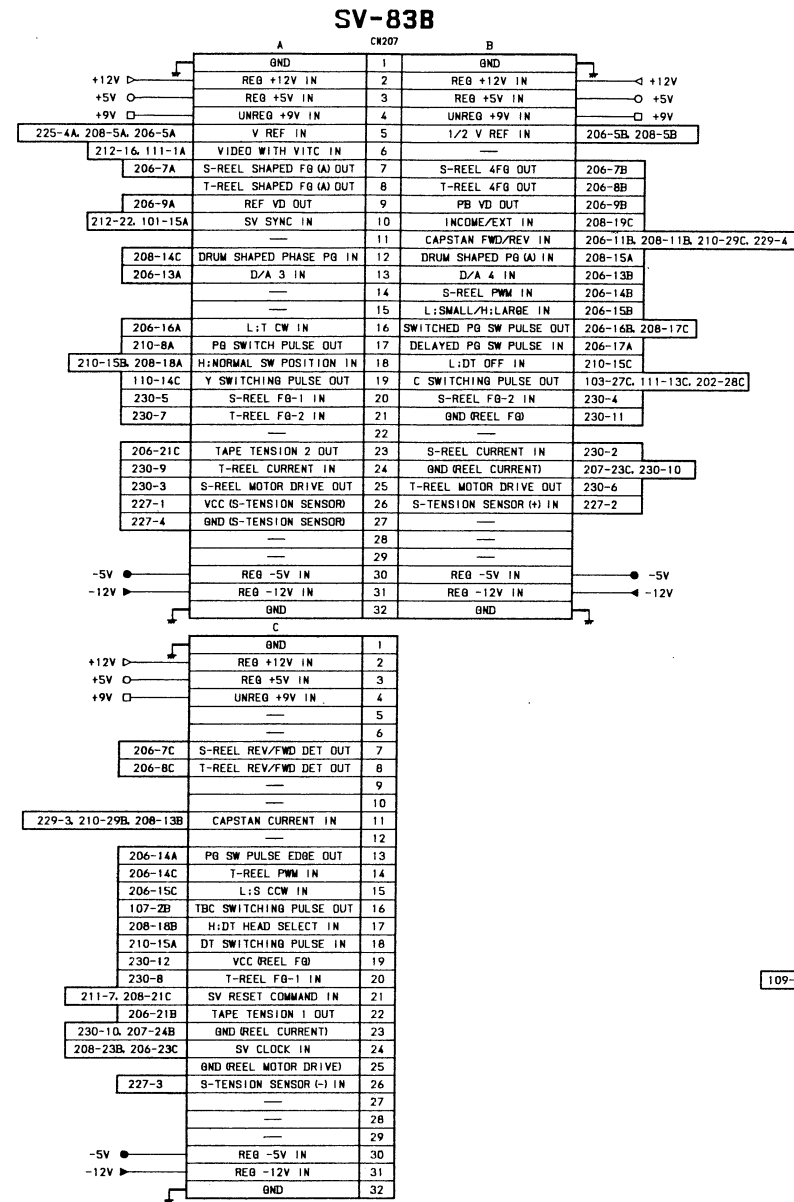 SV-83B
A CN207 B
GND 1 GND
+12V REG +12V IN 2 REG +12V IN +12V
+5V REG +5V IN 3 REG +5V IN +5V
+9V UNREG +9V IN 4 UNREG +9V IN +9V
225-4A, 208-5A, 206-5A V REF IN 5 1/2 V REF IN 206-5B, 208-5B
212-16, 111-1A VIDEO WITH VITC IN 6 —
206-7A S-REEL SHAPED FG (A) OUT 7 S-REEL 4FG OUT 206-7B
T-REEL SHAPED FG (A) OUT 8 T-REEL 4FG OUT 206-8B
206-9A REF VD OUT 9 PB VD OUT 206-9B
212-22, 101-15A SV SYNC IN 10 INCOME/EXT IN 208-19C
— 11 CAPSTAN FWD/REV IN 206-11B, 208-11B, 210-29C, 229-4
208-14C DRUM SHAPED PHASE PG IN 12 DRUM SHAPED PG (A) IN 208-15A
206-13A D/A 3 IN 13 D/A 4 IN 206-13B
— 14 S-REEL PWM IN 206-14B
— 15 L:SMALL/H:LARGE IN 206-15B
206-16A L:T CW IN 16 SWITCHED PG SW PULSE OUT 206-16B, 208-17C
210-8A PG SWITCH PULSE OUT 17 DELAYED PG SW PULSE IN 206-17A
210-15B, 208-18A H:NORMAL SW POSITION IN 18 L:DT OFF IN 210-15C
110-14C Y SWITCHING PULSE OUT 19 C SWITCHING PULSE OUT 103-27C, 111-13C, 202-28C
230-5 S-REEL FG-1 IN 20 S-REEL FG-2 IN 230-4
230-7 T-REEL FG-2 IN 21 GND (REEL FG) 230-11
— 22 —
206-21C TAPE TENSION 2 OUT 23 S-REEL CURRENT IN 230-2
230-9 T-REEL CURRENT IN 24 GND (REEL CURRENT) 207-23C, 230-10
230-3 S-REEL MOTOR DRIVE OUT 25 T-REEL MOTOR DRIVE OUT 230-6
227-1 VCC (S-TENSION SENSOR) 26 S-TENSION SENSOR (+) IN 227-2
227-4 GND (S-TENSION SENSOR) 27 —
— 28 —
— 29 —
-5V REG -5V IN 30 REG -5V IN -5V
-12V REG -12V IN 31 REG -12V IN -12V
GND 32 GND
C
GND 1
+12V REG +12V IN 2
+5V REG +5V IN 3
+9V UNREG +9V IN 4
— 5
— 6
206-7C S-REEL REV/FWD DET OUT 7
206-8C T-REEL REV/FWD DET OUT 8
— 9
— 10
229-3, 210-29B, 208-13B CAPSTAN CURRENT IN 11
— 12
206-14A PG SW PULSE EDGE OUT 13
206-14C T-REEL PWM IN 14
206-15C L:S CCW IN 15
107-2B TBC SWITCHING PULSE OUT 16
208-18B H:DT HEAD SELECT IN 17
210-15A DT SWITCHING PULSE IN 18
230-12 VCC (REEL FG) 19
230-8 T-REEL FG-1 IN 20
109-
211-7, 208-21C SV RESET COMMAND IN 21
206-21B TAPE TENSION 1 OUT 22
230-10, 207-24B GND (REEL CURRENT) 23
208-23B, 206-23C SV CLOCK IN 24
GND (REEL MOTOR DRIVE) 25
227-3 S-TENSION SENSOR (-) IN 26
— 27
— 28
— 29
-5V REG -5V IN 30
-12V REG -12V IN 31
GND 32